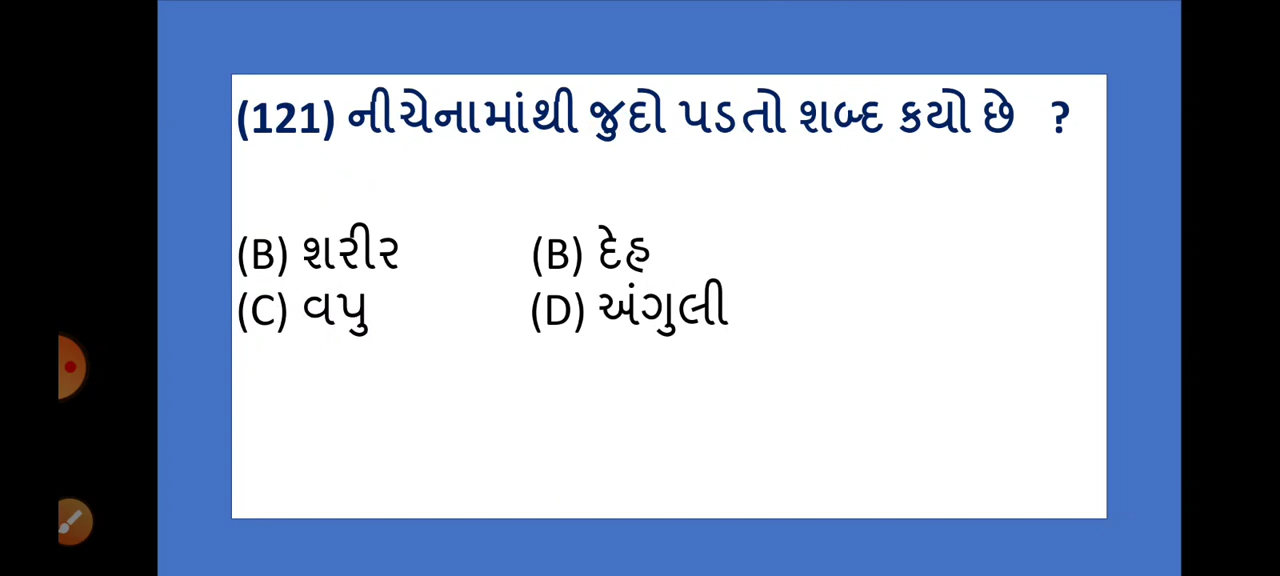 (121) નીચેનામાંથી જુદો પડતો શબ્દ કયો છે ?
(B) શરીર (B) દેહ
(C) વપુ (D) અંગુલી